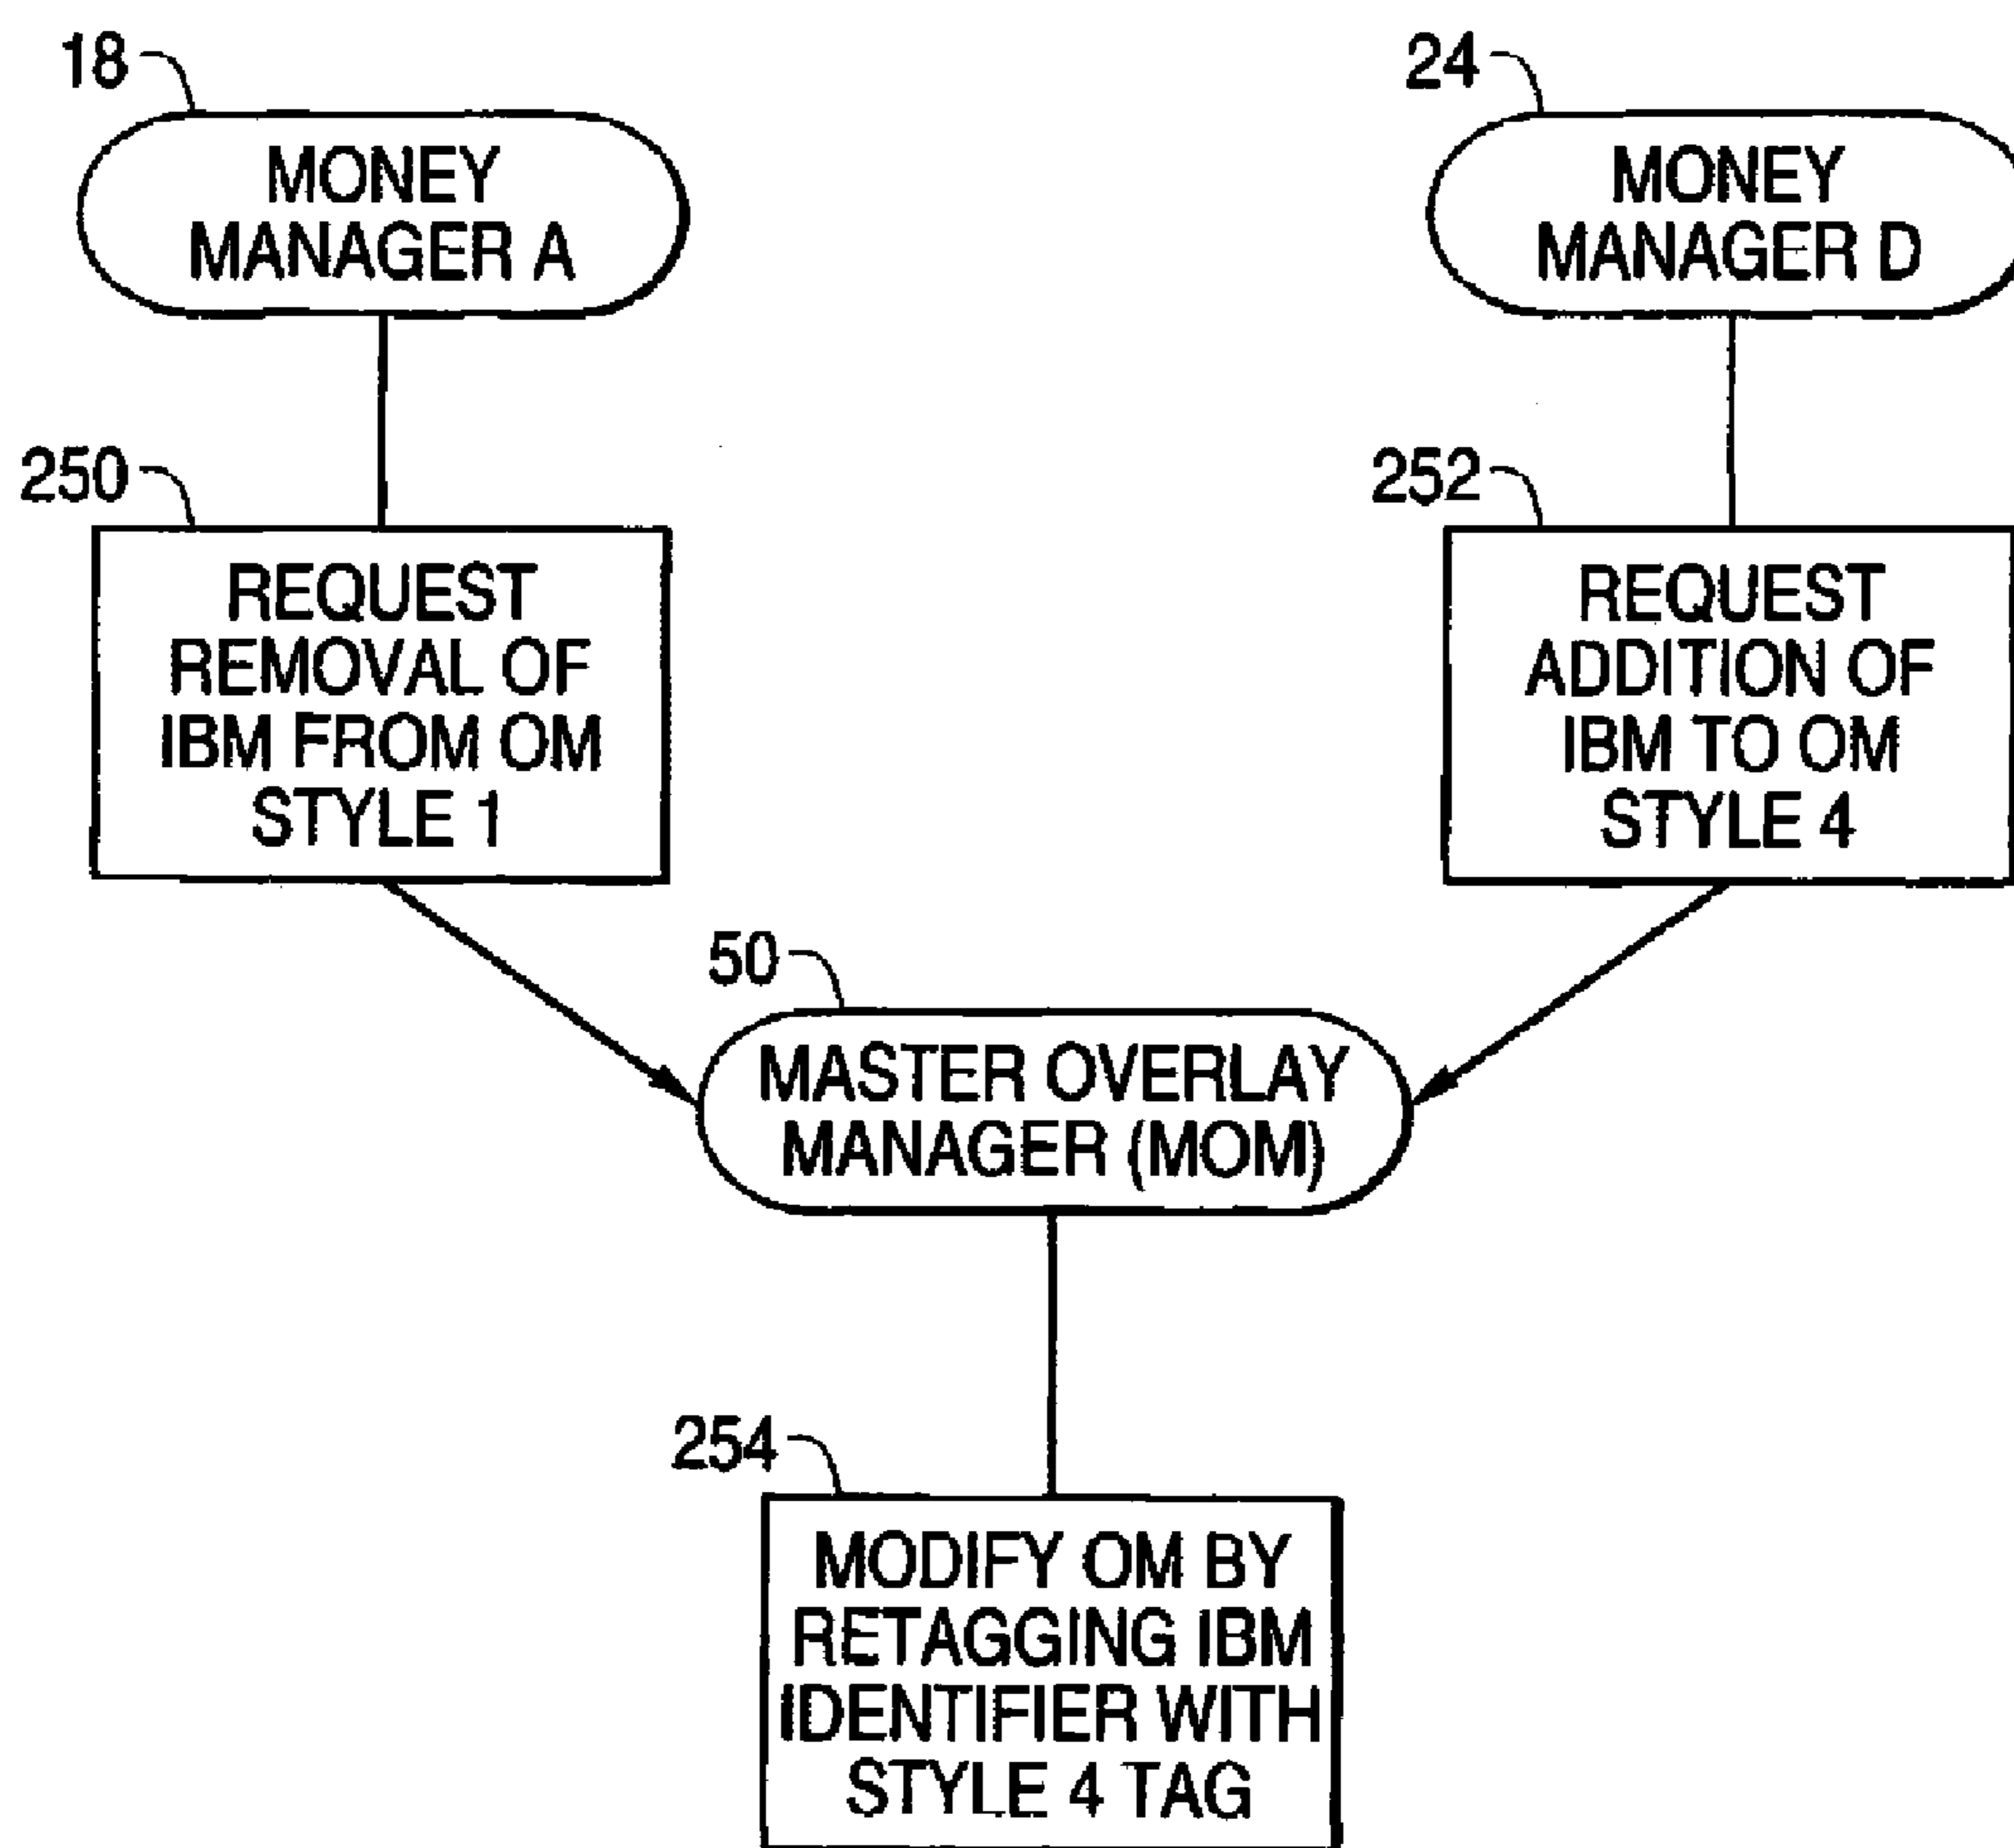 18
MONEY
MANAGER A
24
MONEY
MANAGER D
250
REQUEST
REMOVAL OF
IBM FROM OM
STYLE 1
252
REQUEST
ADDITION OF
IBM TO OM
STYLE 4
50
MASTER OVERLAY
MANAGER (MOM)
254
MODIFY OM BY
RETAGGING IBM
IDENTIFIER WITH
STYLE 4 TAG